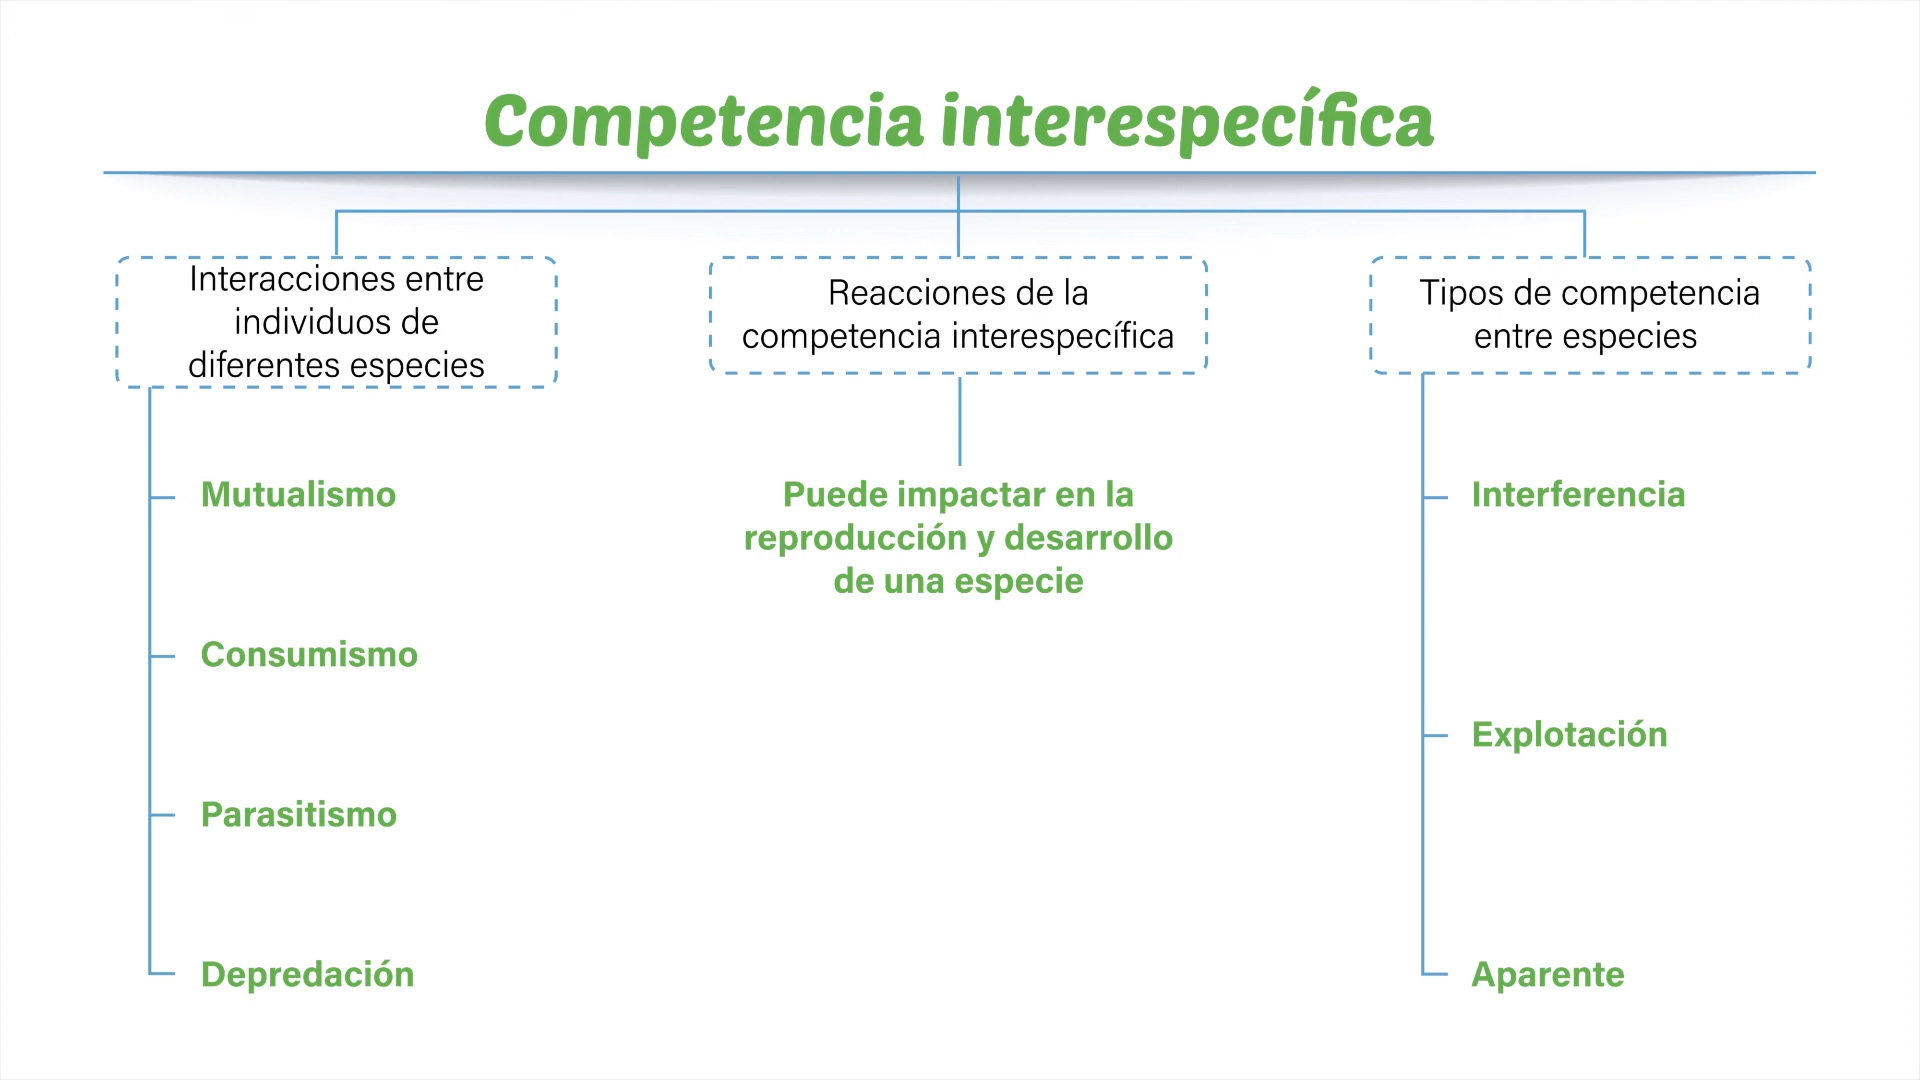 Competencia interespecífica
Interacciones entre
individuos de
diferentes especies
Mutualismo
Consumismo
Parasitismo
Depredación
Reacciones de la
competencia interespecífica
Puede impactar en la
reproducción y desarrollo
de una especie
Tipos de competencia
entre especies
Interferencia
Explotación
Aparente